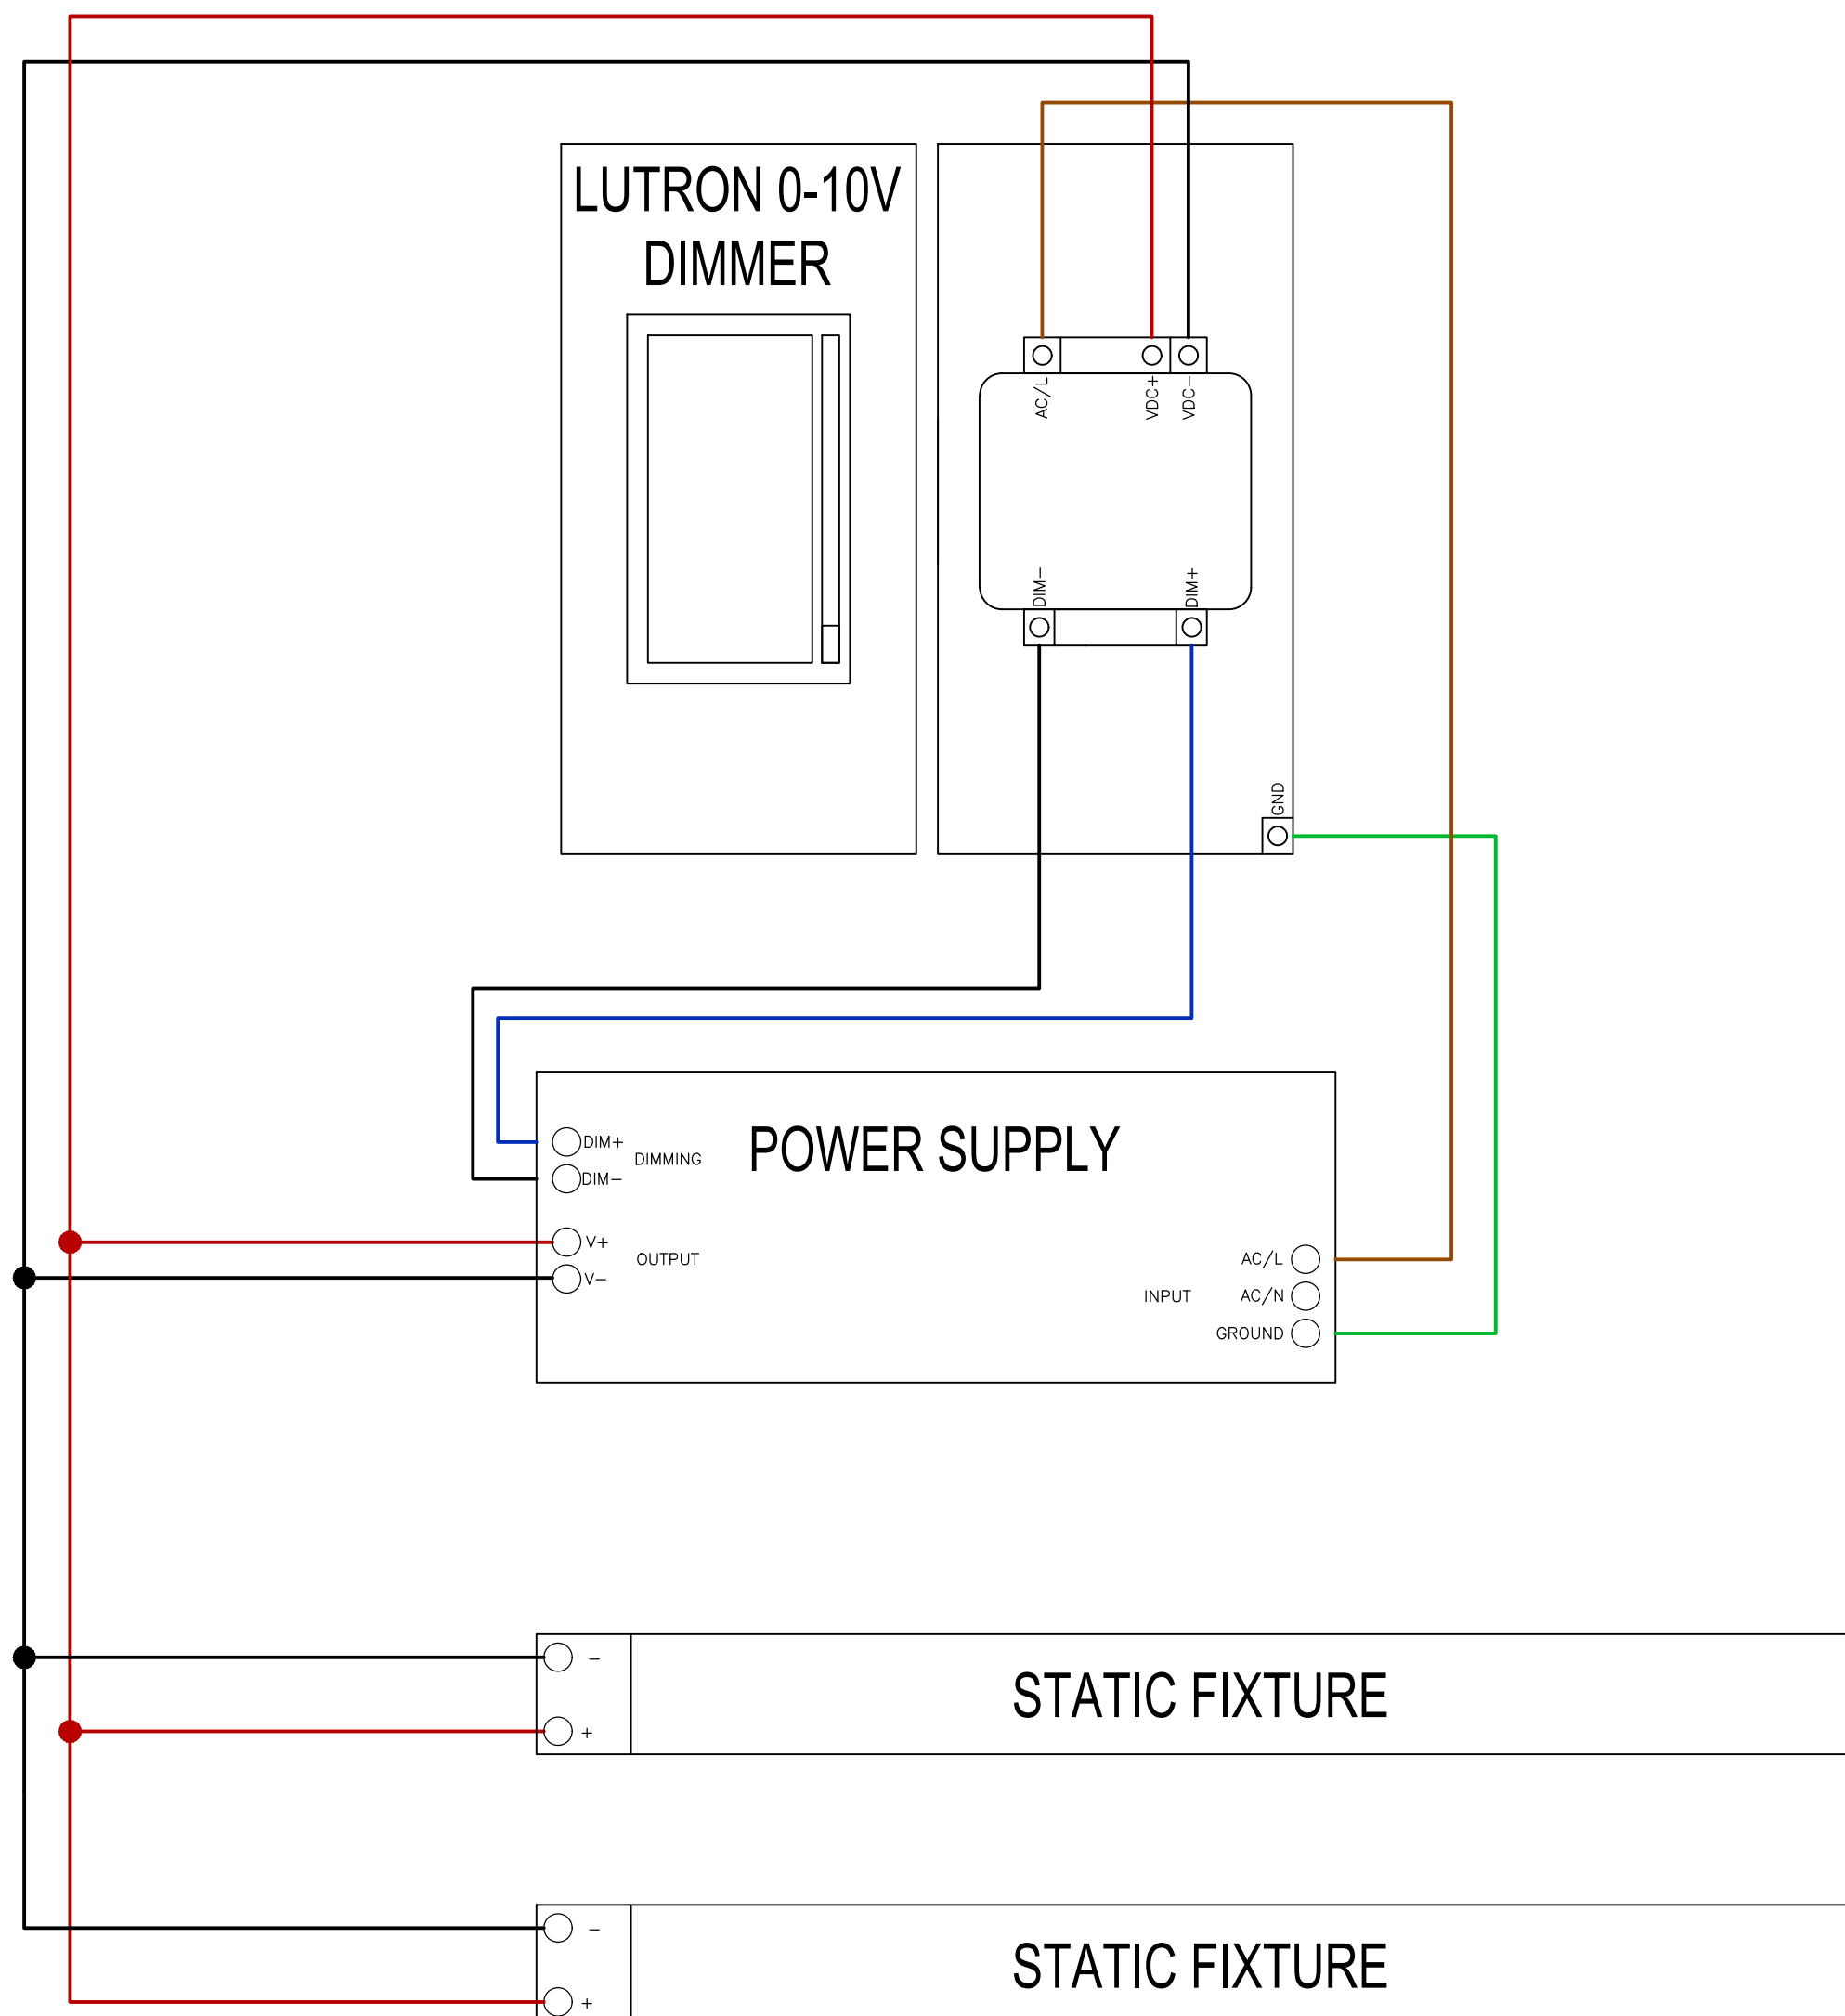 LUTRON 0-10V
DIMMER
AC/L
VDC+
VDC-
DIM-
DIM+
GND
POWER SUPPLY
DIM+
DIMMING
DIM-
V+
OUTPUT
V-
AC/L
INPUT
AC/N
GROUND
-
STATIC FIXTURE
+
-
STATIC FIXTURE
+